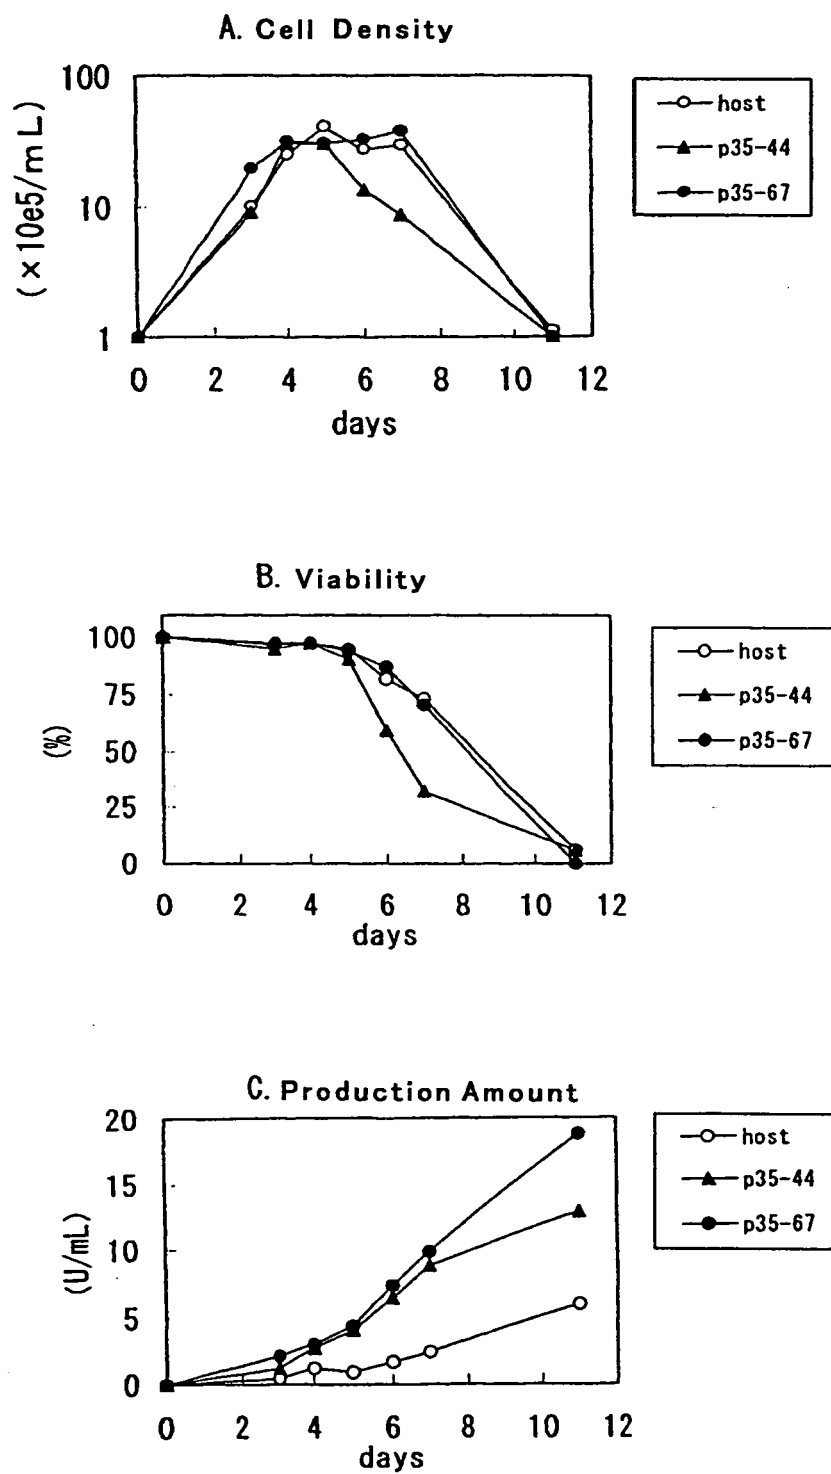 A. Cell Density
100
10
1
(×10e5/mL)
0 2 4 6 8 10 12
days
host
p35-44
p35-67
B. Viability
100
75
50
25
0
(%)
0 2 4 6 8 10 12
days
host
p35-44
p35-67
C. Production Amount
20
15
10
5
0
(U/mL)
0 2 4 6 8 10 12
days
host
p35-44
p35-67